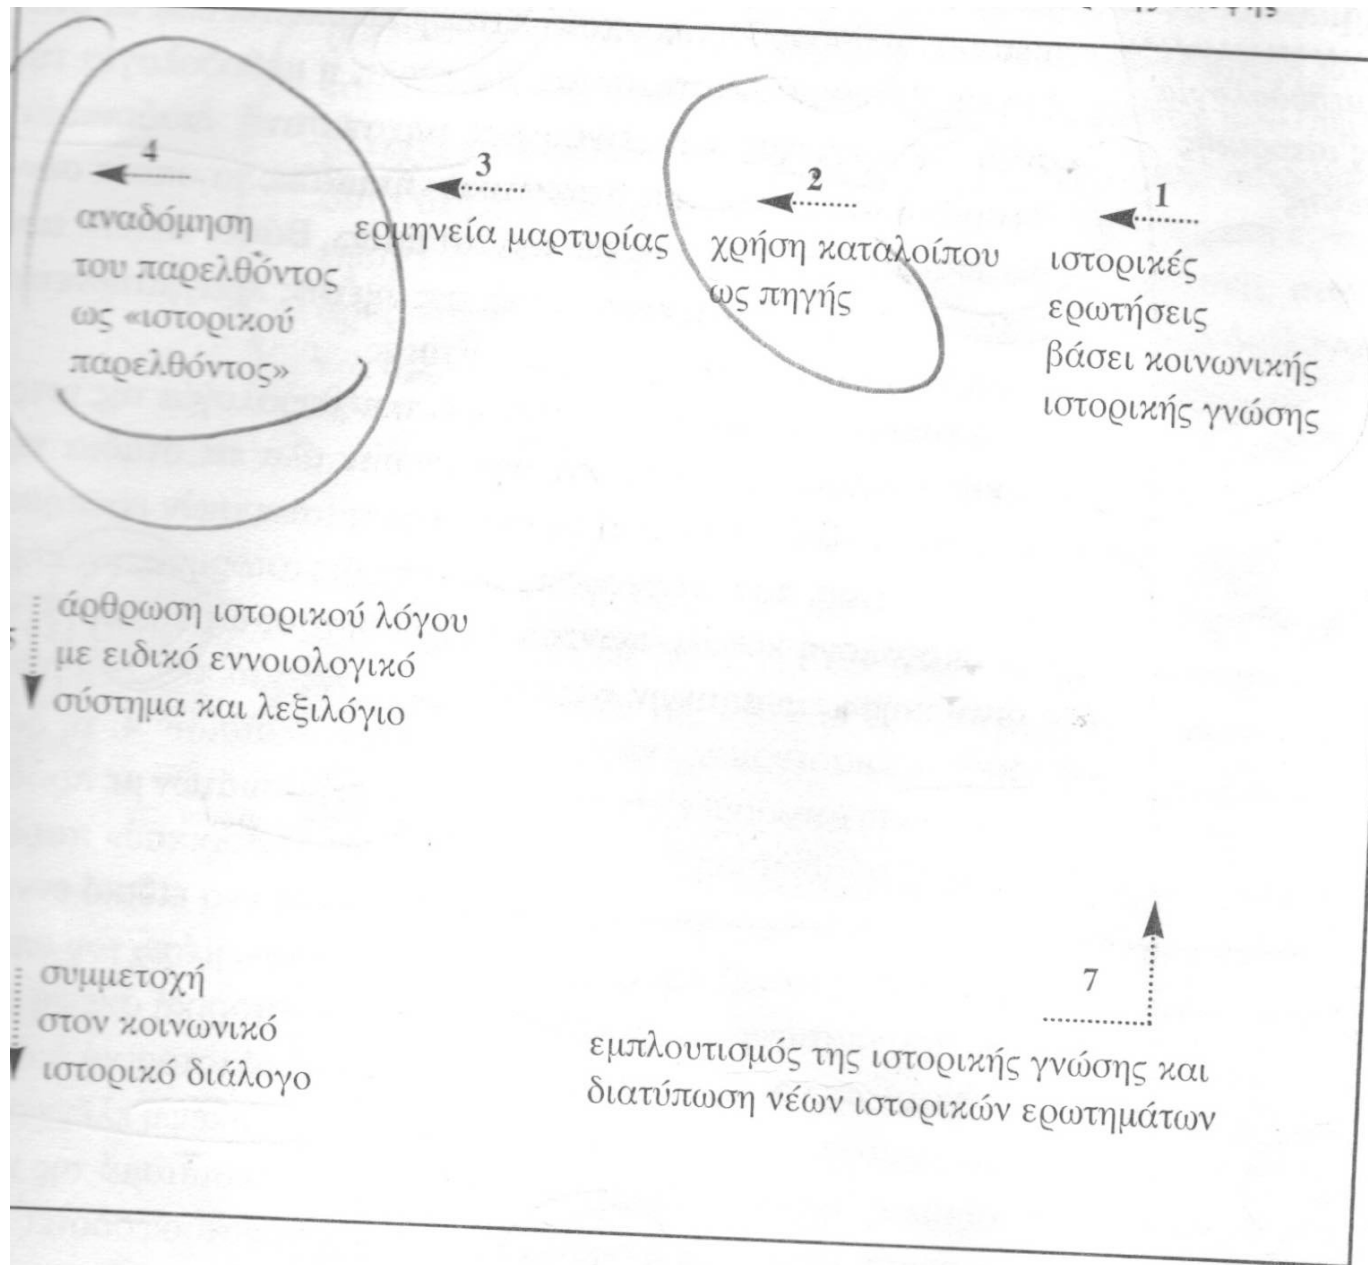 4
αναδόμηση
του παρελθόντος
ως «ιστορικού
παρελθόντος»
3
ερμηνεία μαρτυρίας
2
χρήση καταλοίπου
ως πηγής
1
ιστορικές
ερωτήσεις
βάσει κοινωνικής
ιστορικής γνώσης
άρθρωση ιστορικού λόγου
με ειδικό εννοιολογικό
σύστημα και λεξιλόγιο
συμμετοχή
στον κοινωνικό
ιστορικό διάλογο
7
εμπλουτισμός της ιστορικής γνώσης και
διατύπωση νέων ιστορικών ερωτημάτων